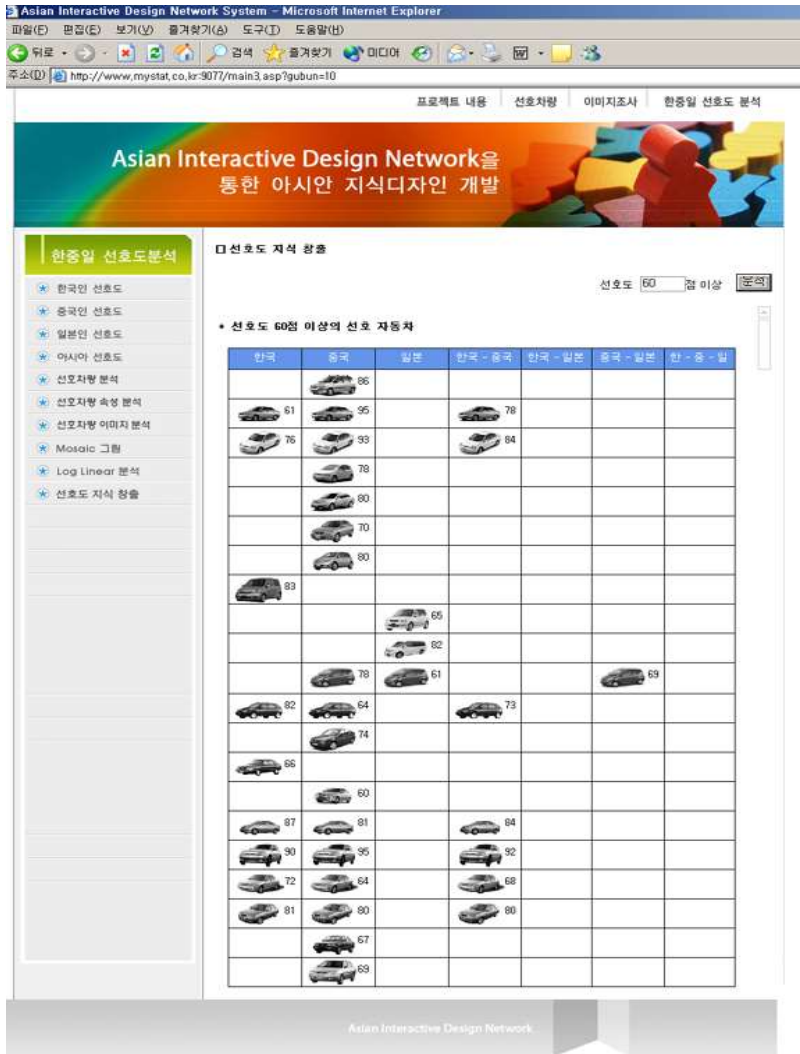 Asian Interactive Design Network System - Microsoft Internet Explorer
파일(F) 편집(E) 보기(V) 즐겨찾기(A) 도구(T) 도움말(H)
뒤로 검색 즐겨찾기 미디어
주소(D) http://www.mystat.co.kr:9077/main3.asp?gubun=10
프로젝트 내용 선호차량 이미지조사 한중일 선호도 분석
Asian Interactive Design Network을
통한 아시안 지식디자인 개발
한중일 선호도분석
한국인 선호도
중국인 선호도
일본인 선호도
아시아 선호도
선호차량 분석
선호차량 속성 분석
선호차량 이미지 분석
Mosaic 그림
Log Linear 분석
선호도 지식 창출
선호도 지식 창출
선호도 60 점 이상 분석
• 선호도 60점 이상의 선호 자동차
한국 중국 일본 한국 - 중국 한국 - 일본 중국 - 일본 한 - 중 - 일
86
61 95 78
76 93 84
78
80
70
80
83
65
82
78 61 69
82 64 73
74
66
60
87 81 84
90 95 92
72 64 68
81 80 80
67
69
Asian Interactive Design Network